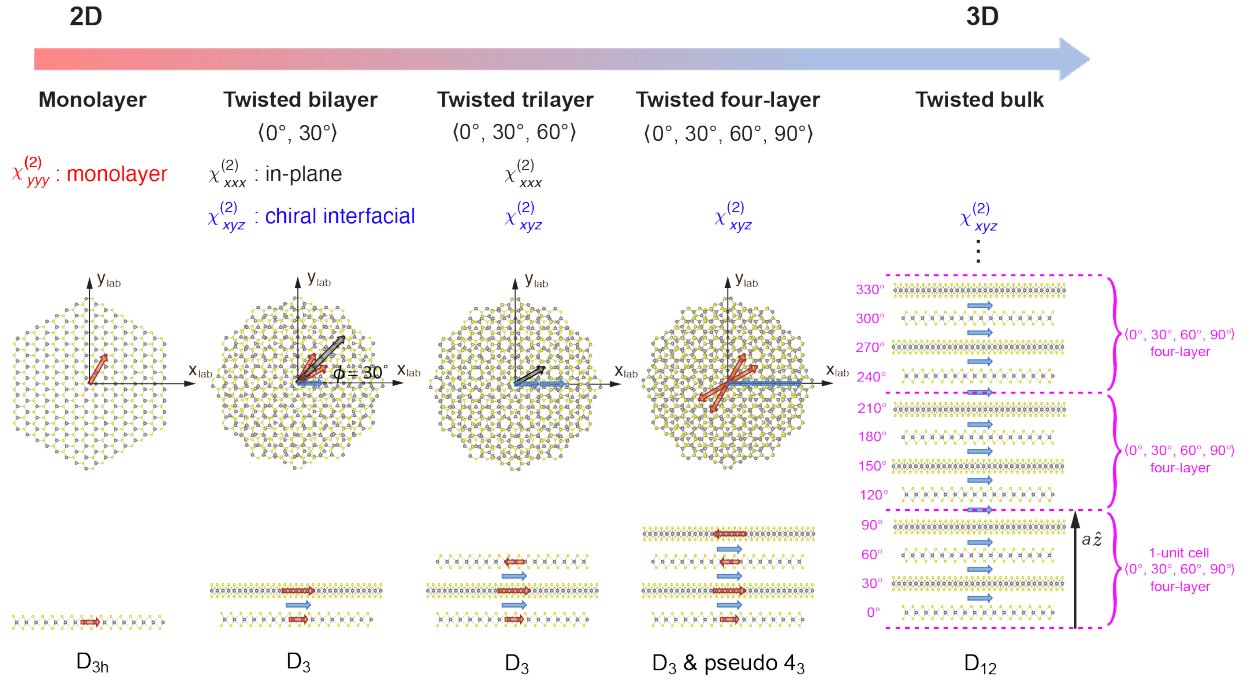 2D
3D
Monolayer
Twisted bilayer
Twisted trilayer
Twisted four-layer
Twisted bulk
⟨0°, 30°⟩
⟨0°, 30°, 60°⟩
⟨0°, 30°, 60°, 90°⟩
χ(2)yyy : monolayer
χ(2)xxx : in-plane
χ(2)xxx
χ(2)xyz : chiral interfacial
χ(2)xyz
χ(2)xyz
χ(2)xyz
ylab
xlab
ylab
ϕ = 30°
xlab
ylab
xlab
ylab
xlab
330°
300°
270°
240°
⟨0°, 30°, 60°, 90°⟩
four-layer
210°
180°
150°
120°
⟨0°, 30°, 60°, 90°⟩
four-layer
90°
60°
30°
0°
aẑ
1-unit cell
⟨0°, 30°, 60°, 90°⟩
four-layer
D3h
D3
D3
D3 & pseudo 43
D12